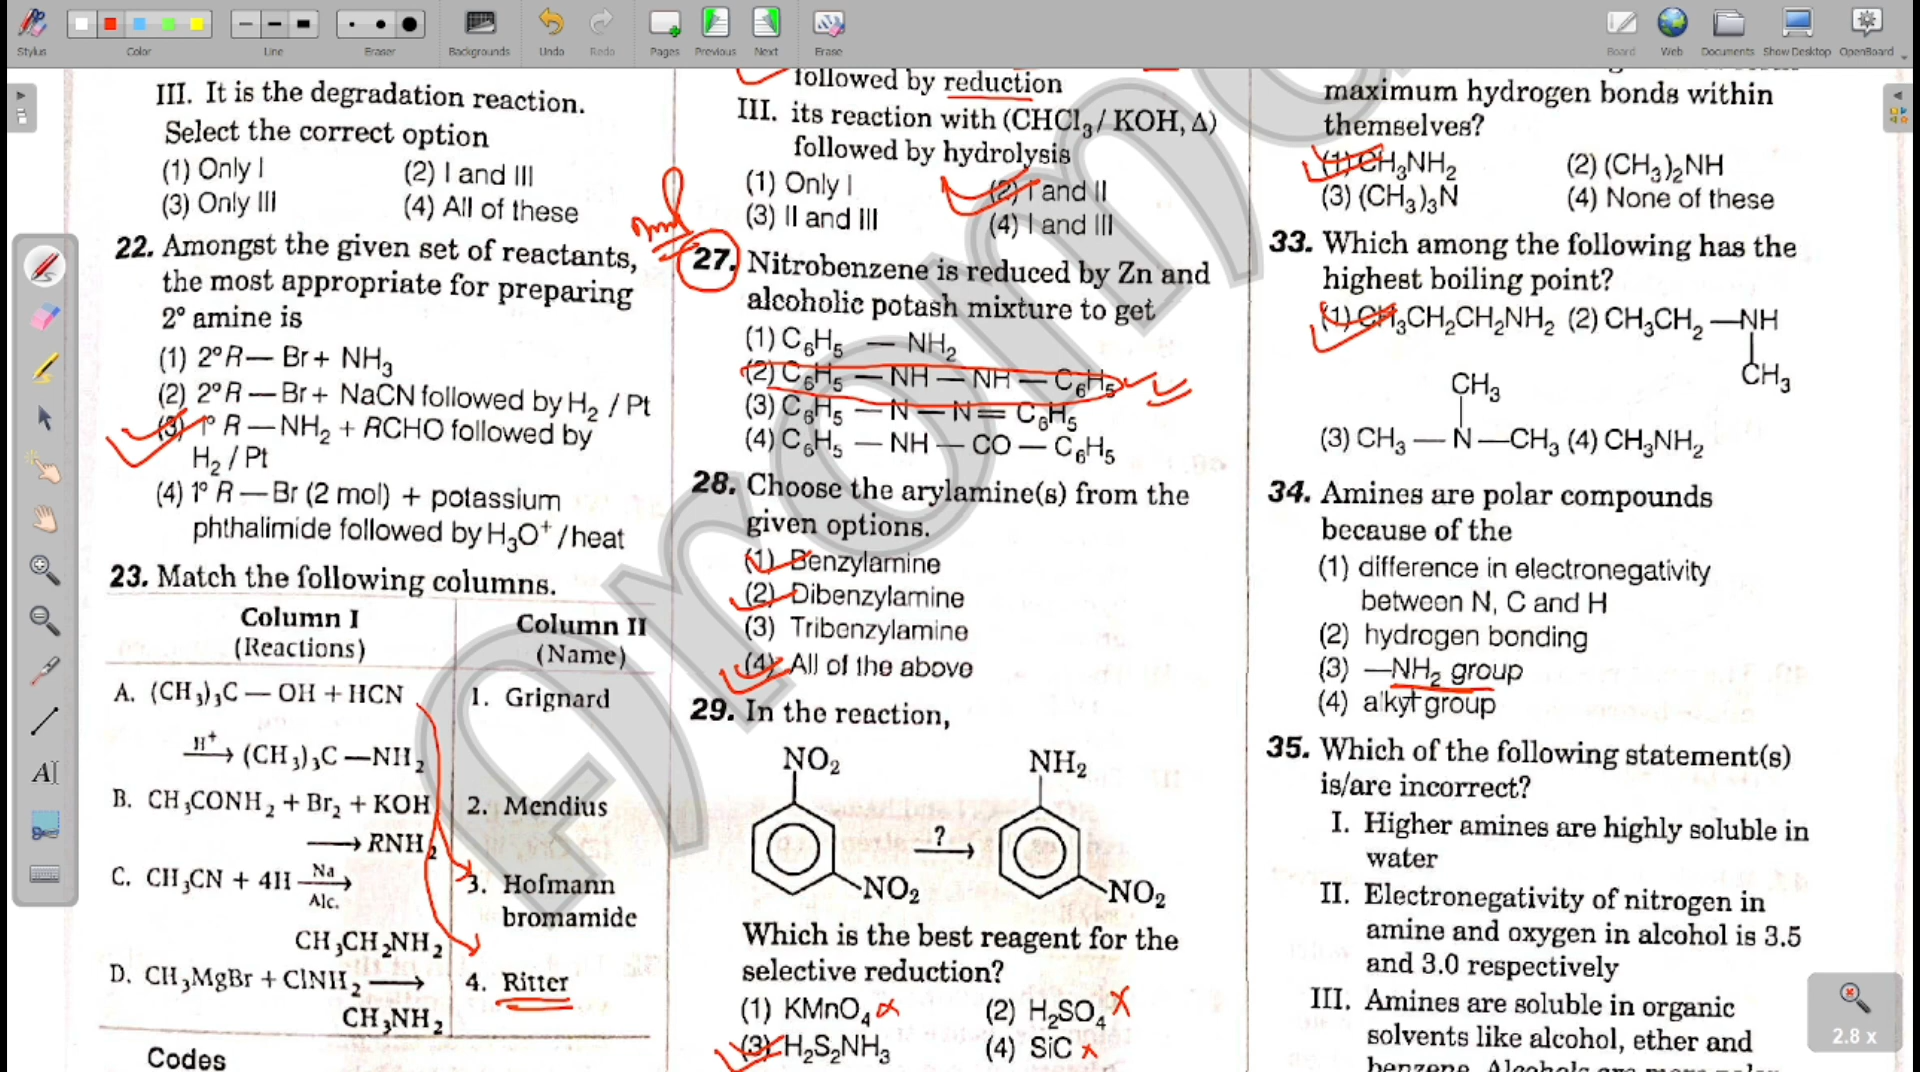 Stylus
Color
Line
Eraser
Backgrounds
Undo
Redo
Pages
Previous
Next
Erase
Board
Web
Documents
Show Desktop
OpenBoard
III. It is the degradation reaction.
Select the correct option
(1) Only I (2) I and III
(3) Only III (4) All of these
22. Amongst the given set of reactants,
the most appropriate for preparing
2° amine is
(1) 2° R— Br + NH₃
(2) 2° R — Br + NaCN followed by H₂ / Pt
(3) 1° R —NH₂ + RCHO followed by
H₂ / Pt
(4) 1° R — Br (2 mol) + potassium
phthalimide followed by H₃O⁺ / heat
23. Match the following columns.
Column I Column II
(Reactions) (Name)
A. (CH₃)₃C — OH + HCN 1. Grignard
H⁺ ⟶ (CH₃)₃C —NH₂
B. CH₃CONH₂ + Br₂ + KOH 2. Mendius
⟶ RNH₂
C. CH₃CN + 4H Na ⟶ Alc. 3. Hofmann
bromamide
CH₃CH₂NH₂
D. CH₃MgBr + ClNH₂ ⟶ 4. Ritter
CH₃NH₂
Codes
followed by reduction
III. its reaction with (CHCl₃ / KOH, Δ)
followed by hydrolysis
(1) Only I (2) I and II
(3) II and III (4) I and III
27. Nitrobenzene is reduced by Zn and
alcoholic potash mixture to get
(1) C₆H₅ — NH₂
(2) C₆H₅ — NH — NH — C₆H₅
(3) C₆H₅ — N — N = C₆H₅
(4) C₆H₅ — NH — CO — C₆H₅
28. Choose the arylamine(s) from the
given options.
(1) Benzylamine
(2) Dibenzylamine
(3) Tribenzylamine
(4) All of the above
29. In the reaction,
NO₂ NH₂
?
NO₂ NO₂
Which is the best reagent for the
selective reduction?
(1) KMnO₄ (2) H₂SO₄
(3) H₂S₂NH₃ (4) SiC
maximum hydrogen bonds within
themselves?
(1) CH₃NH₂ (2) (CH₃)₂NH
(3) (CH₃)₃N (4) None of these
33. Which among the following has the
highest boiling point?
(1) CH₃CH₂CH₂NH₂ (2) CH₃CH₂ —NH
CH₃
CH₃
(3) CH₃ — N —CH₃ (4) CH₃NH₂
34. Amines are polar compounds
because of the
(1) difference in electronegativity
between N, C and H
(2) hydrogen bonding
(3) —NH₂ group
(4) alkyl group
35. Which of the following statement(s)
is/are incorrect?
I. Higher amines are highly soluble in
water
II. Electronegativity of nitrogen in
amine and oxygen in alcohol is 3.5
and 3.0 respectively
III. Amines are soluble in organic
solvents like alcohol, ether and
2.8 x